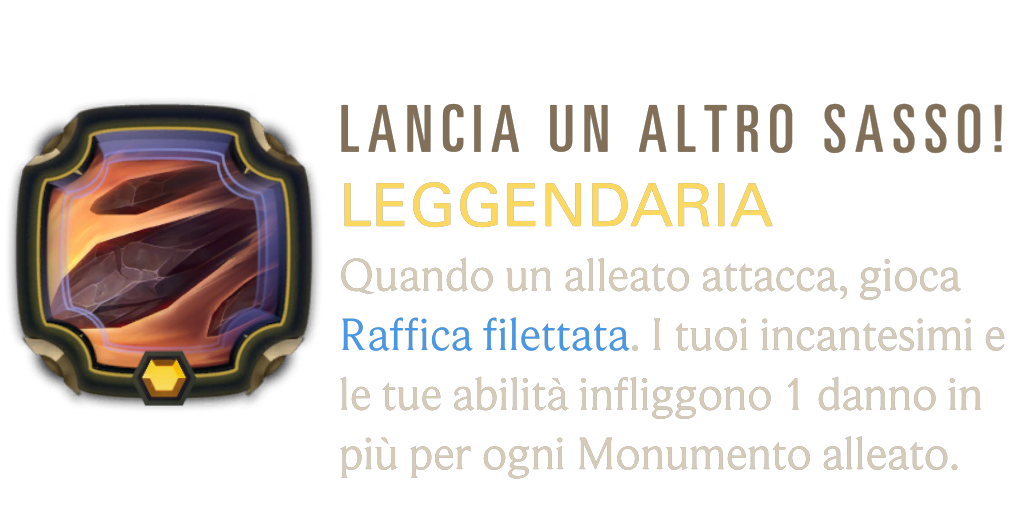 LANCIA UN ALTRO SASSO!
LEGGENDARIA
Quando un alleato attacca, gioca
Raffica filettata. I tuoi incantesimi e
le tue abilità infliggono 1 danno in
più per ogni Monumento alleato.